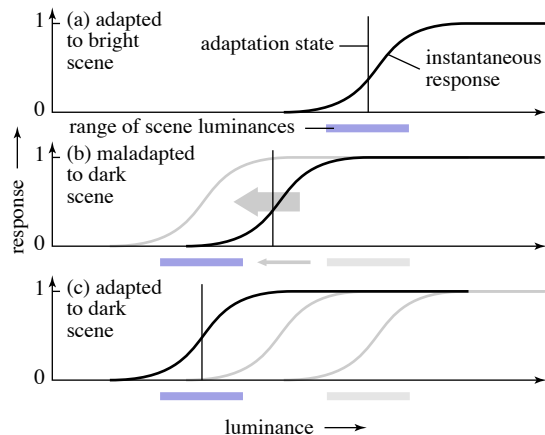 1
(a) adapted
to bright
scene
adaptation state
instantaneous
response
0
range of scene luminances
1
(b) maladapted
to dark
scene
response
0
1
(c) adapted
to dark
scene
0
luminance